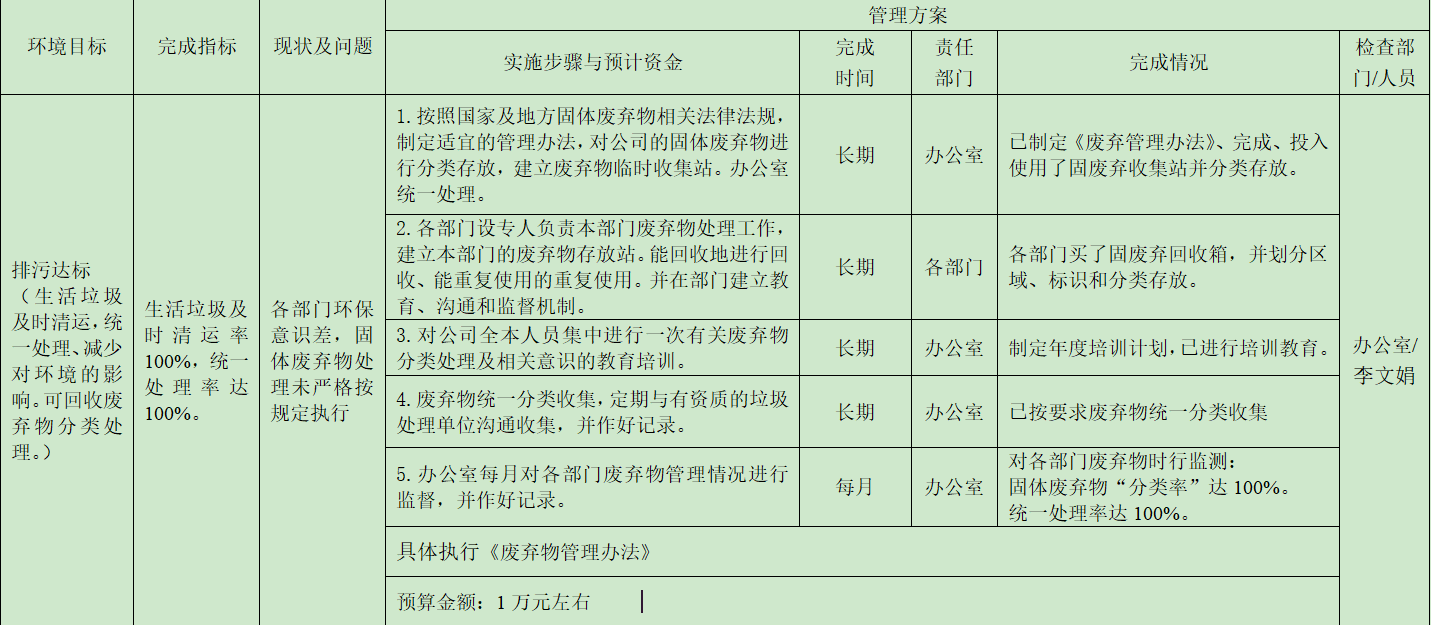 管理方案
环境目标
完成指标
现状及问题
实施步骤与预计资金
完成
时间
责任
部门
完成情况
检查部
门/人员
排污达标
（生活垃圾
及时清运，统
一处理、减少
对环境的影
响。可回收废
弃物分类处
理。）
生活垃圾及
时清运率
100%，统一
处理率达
100%。
各部门环保
意识差，固
体废弃物处
理未严格按
规定执行
1.按照国家及地方固体废弃物相关法律法规，
制定适宜的管理办法，对公司的固体废弃物进
行分类存放，建立废弃物临时收集站。办公室
统一处理。
长期
办公室
已制定《废弃管理办法》、完成、投入
使用了固废弃收集站并分类存放。
2.各部门设专人负责本部门废弃物处理工作，
建立本部门的废弃物存放站。能回收地进行回
收、能重复使用的重复使用。并在部门建立教
育、沟通和监督机制。
长期
各部门
各部门买了固废弃回收箱，并划分区
域、标识和分类存放。
3.对公司全本人员集中进行一次有关废弃物
分类处理及相关意识的教育培训。
长期
办公室
制定年度培训计划，已进行培训教育。
4.废弃物统一分类收集，定期与有资质的垃圾
处理单位沟通收集，并作好记录。
长期
办公室
已按要求废弃物统一分类收集
5.办公室每月对各部门废弃物管理情况进行
监督，并作好记录。
每月
办公室
对各部门废弃物时行监测：
固体废弃物“分类率”达 100%。
统一处理率达 100%。
办公室/
李文娟
具体执行《废弃物管理办法》
预算金额：1 万元左右